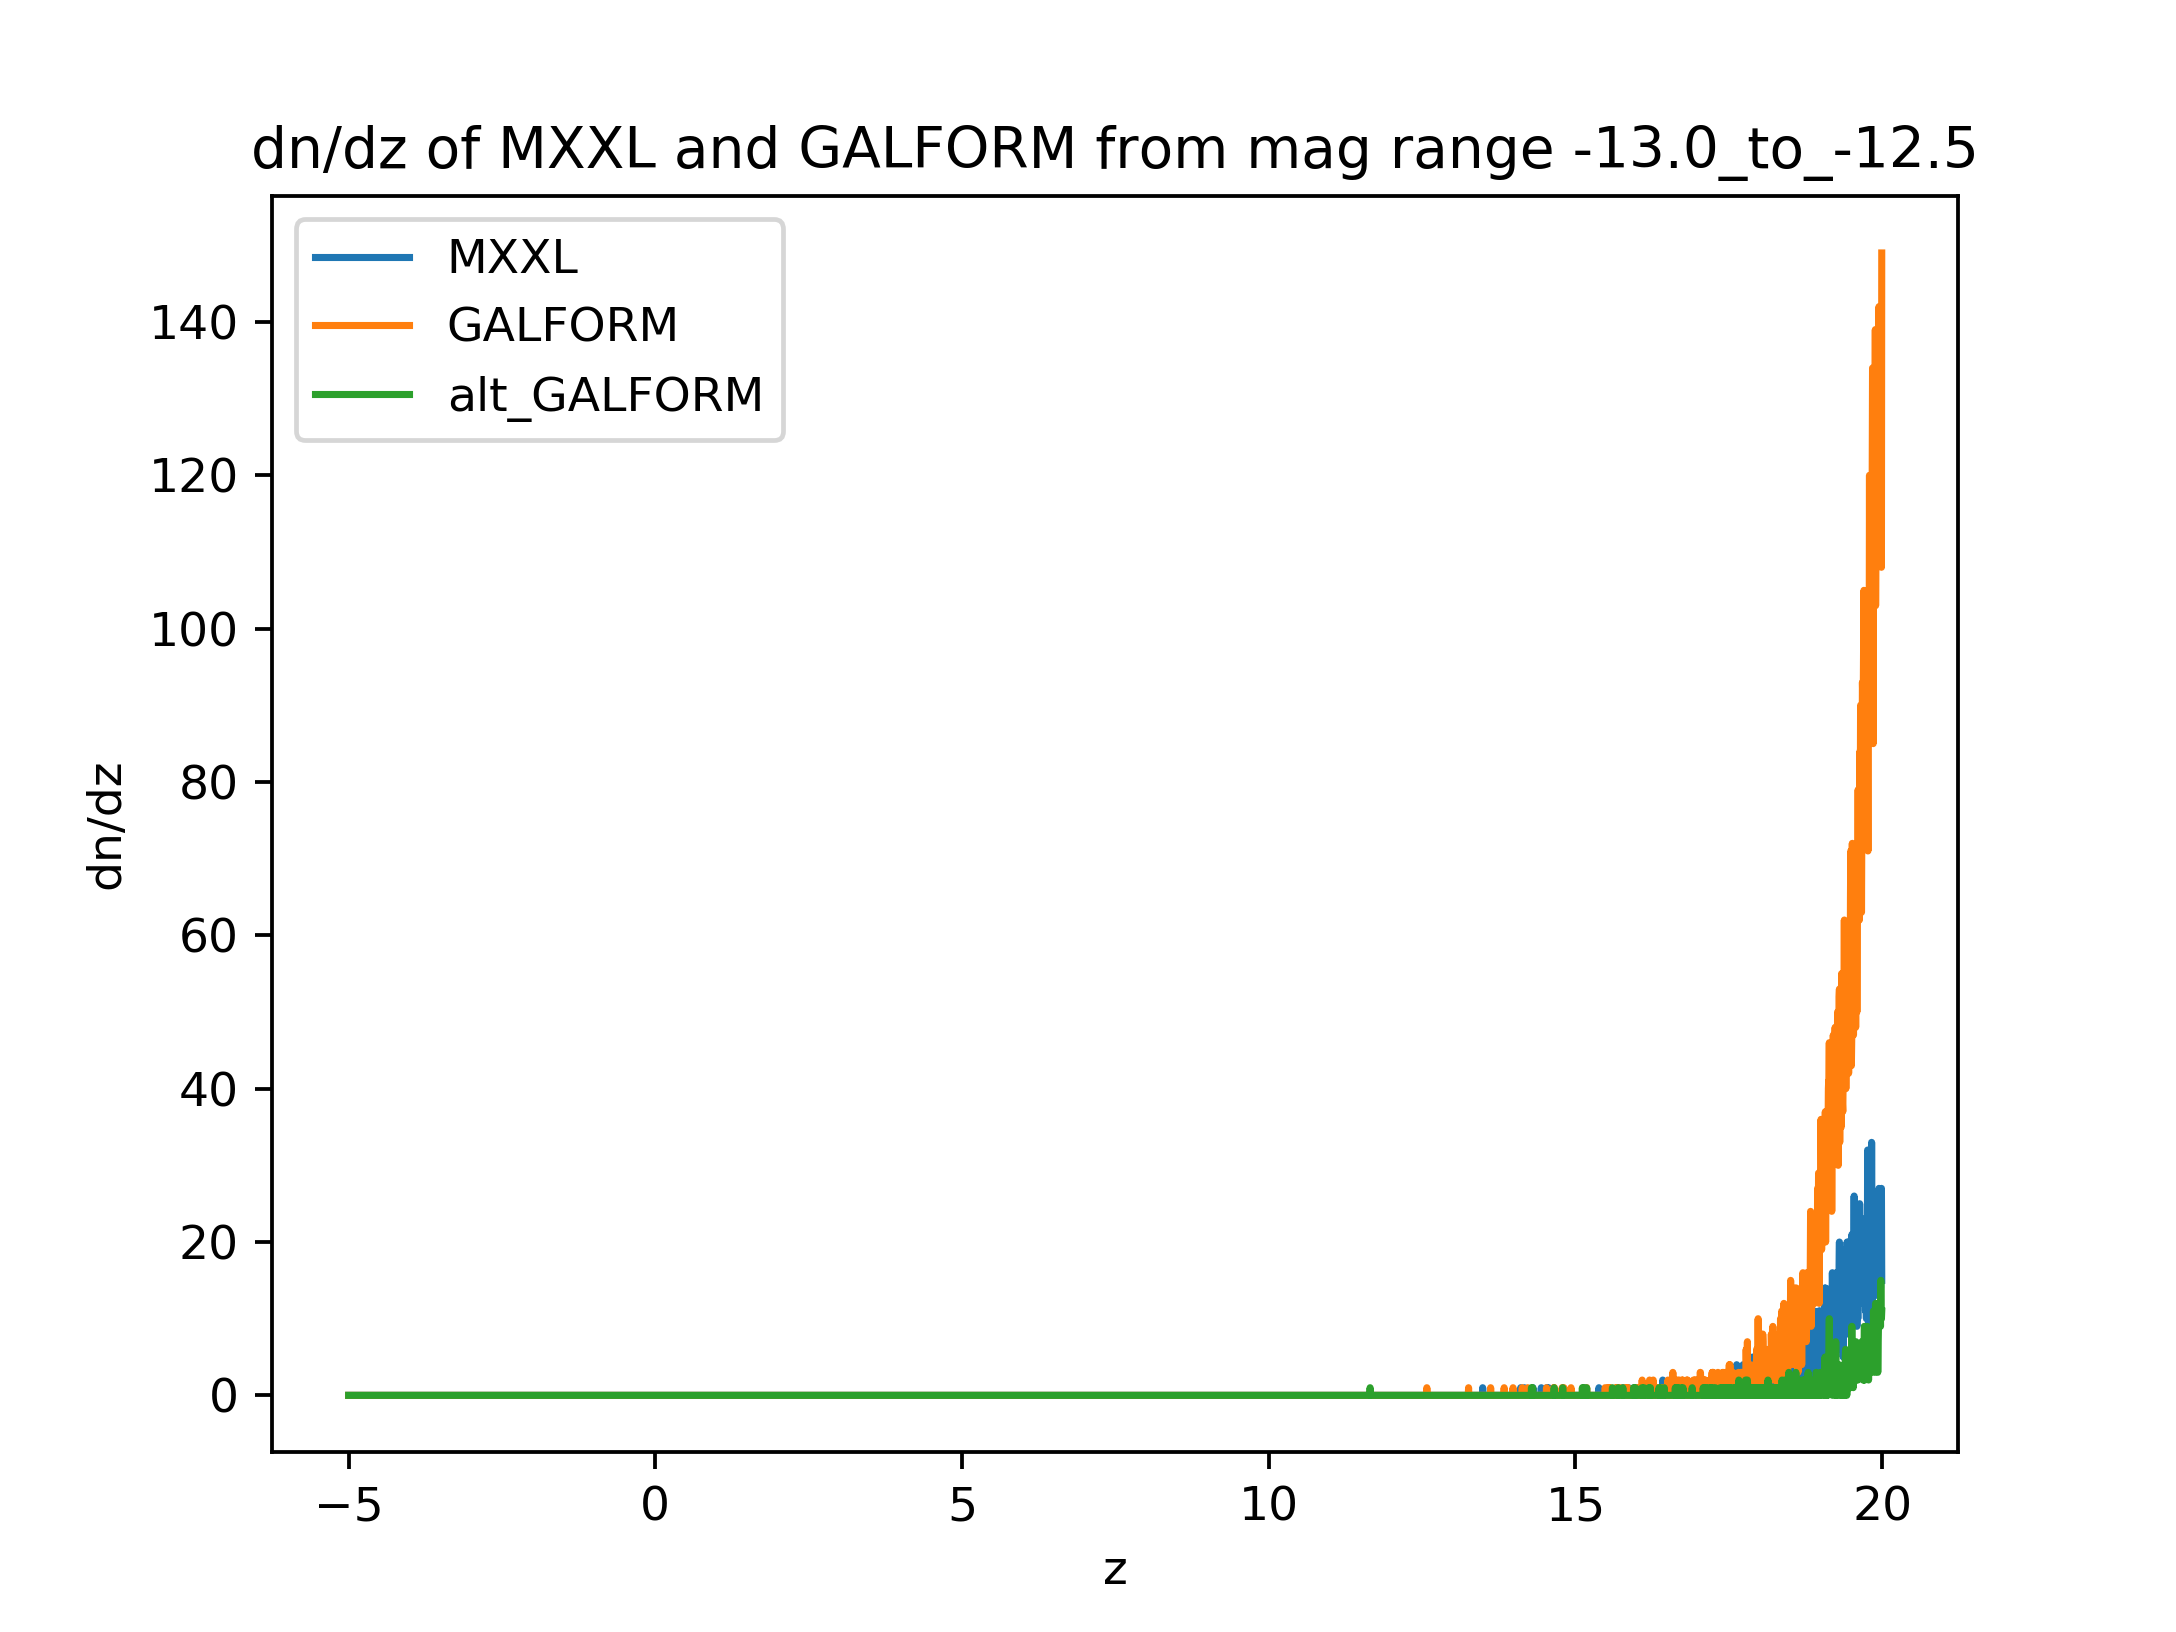 dn/dz of MXXL and GALFORM from mag range -13.0_to_-12.5
MXXL
GALFORM
alt_GALFORM
140
120
100
80
60
40
20
0
dn/dz
−5 0 5 10 15 20
z